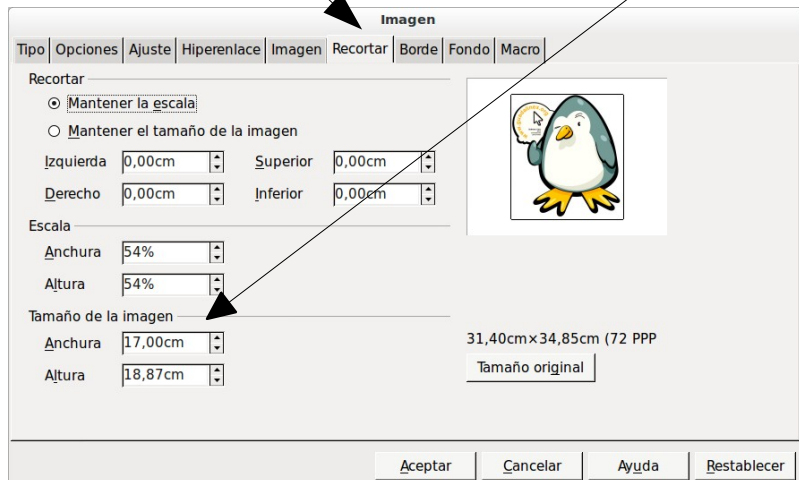 Imagen
Tipo Opciones Ajuste Hiperenlace Imagen Recortar Borde Fondo Macro
Recortar
Mantener la escala
Mantener el tamaño de la imagen
Izquierda 0,00cm Superior 0,00cm
Derecho 0,00cm Inferior 0,00cm
Escala
Anchura 54%
Altura 54%
Tamaño de la imagen
Anchura 17,00cm
31,40cm×34,85cm (72 PPP
Altura 18,87cm
Tamaño original
Aceptar Cancelar Ayuda Restablecer